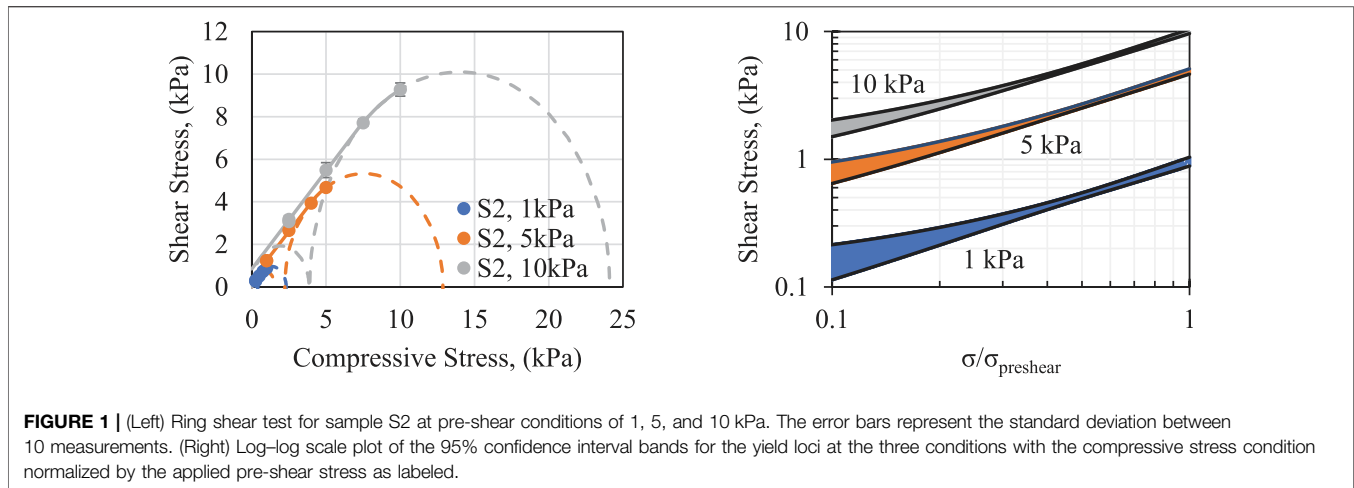 Shear Stress, (kPa)
12
10
8
6
4
2
0
S2, 1kPa
S2, 5kPa
S2, 10kPa
0 5 10 15 20 25
Compressive Stress, (kPa)
Shear Stress, (kPa)
10
1
0.1
10 kPa
5 kPa
1 kPa
0.1 1
σ/σpreshear
FIGURE 1 | (Left) Ring shear test for sample S2 at pre-shear conditions of 1, 5, and 10 kPa. The error bars represent the standard deviation between
10 measurements. (Right) Log–log scale plot of the 95% confidence interval bands for the yield loci at the three conditions with the compressive stress condition
normalized by the applied pre-shear stress as labeled.